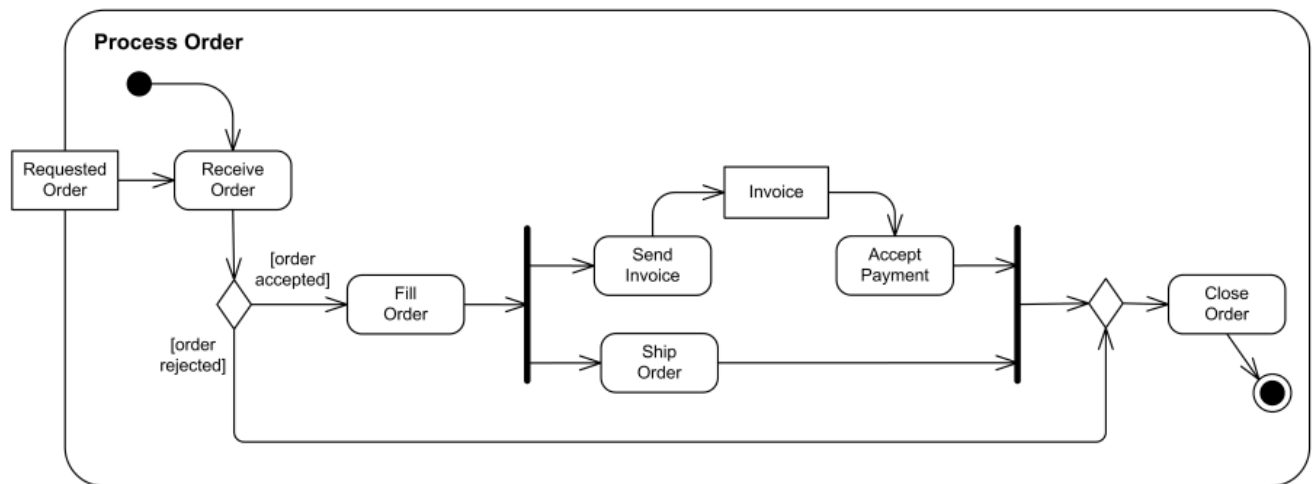 Process Order
Requested
Order
Receive
Order
[order
accepted]
[order
rejected]
Fill
Order
Send
Invoice
Invoice
Accept
Payment
Ship
Order
Close
Order